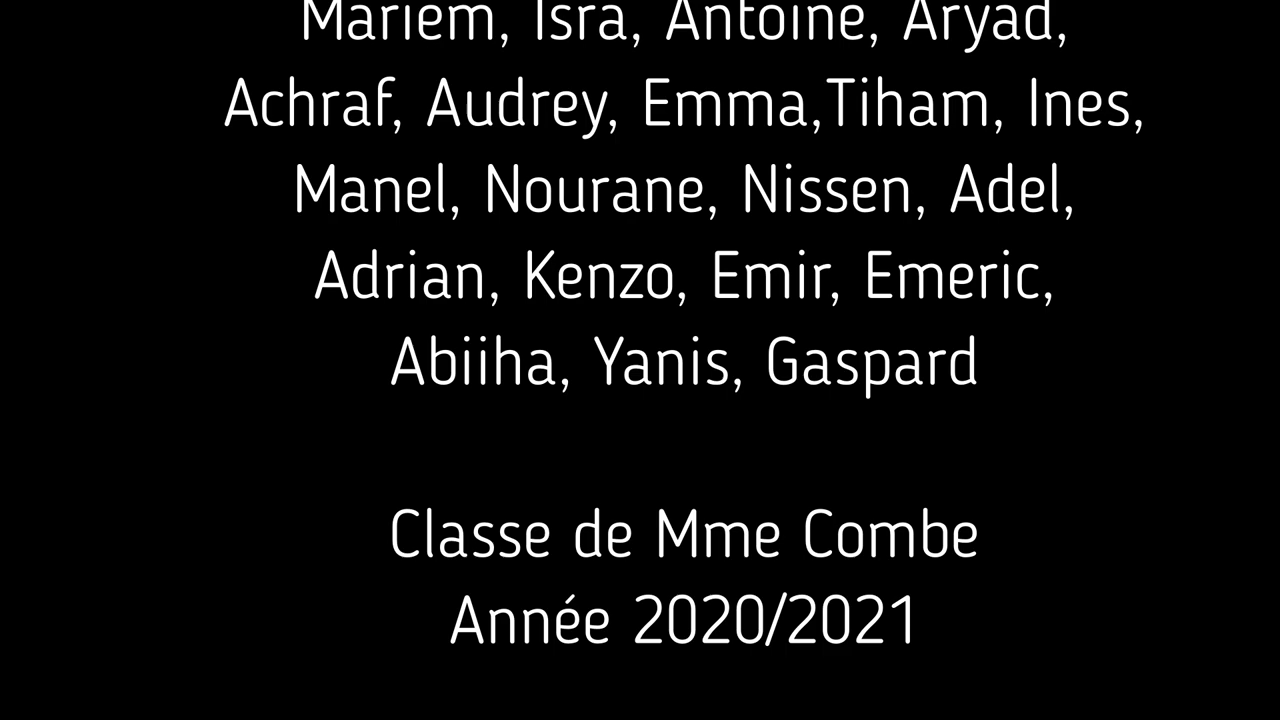 Mariem, Isra, Antoine, Aryad,
Achraf, Audrey, Emma,Tiham, Ines,
Manel, Nourane, Nissen, Adel,
Adrian, Kenzo, Emir, Emeric,
Abiiha, Yanis, Gaspard
Classe de Mme Combe
Année 2020/2021